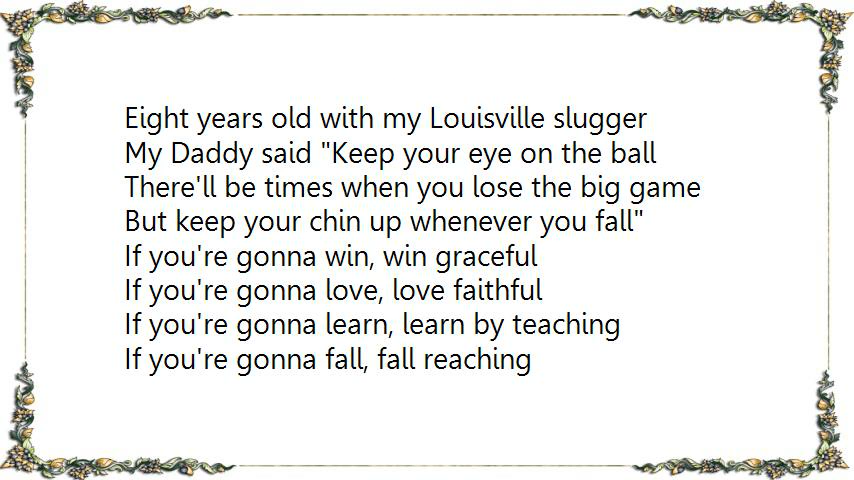 Eight years old with my Louisville slugger
My Daddy said "Keep your eye on the ball
There'll be times when you lose the big game
But keep your chin up whenever you fall"
If you're gonna win, win graceful
If you're gonna love, love faithful
If you're gonna learn, learn by teaching
If you're gonna fall, fall reaching